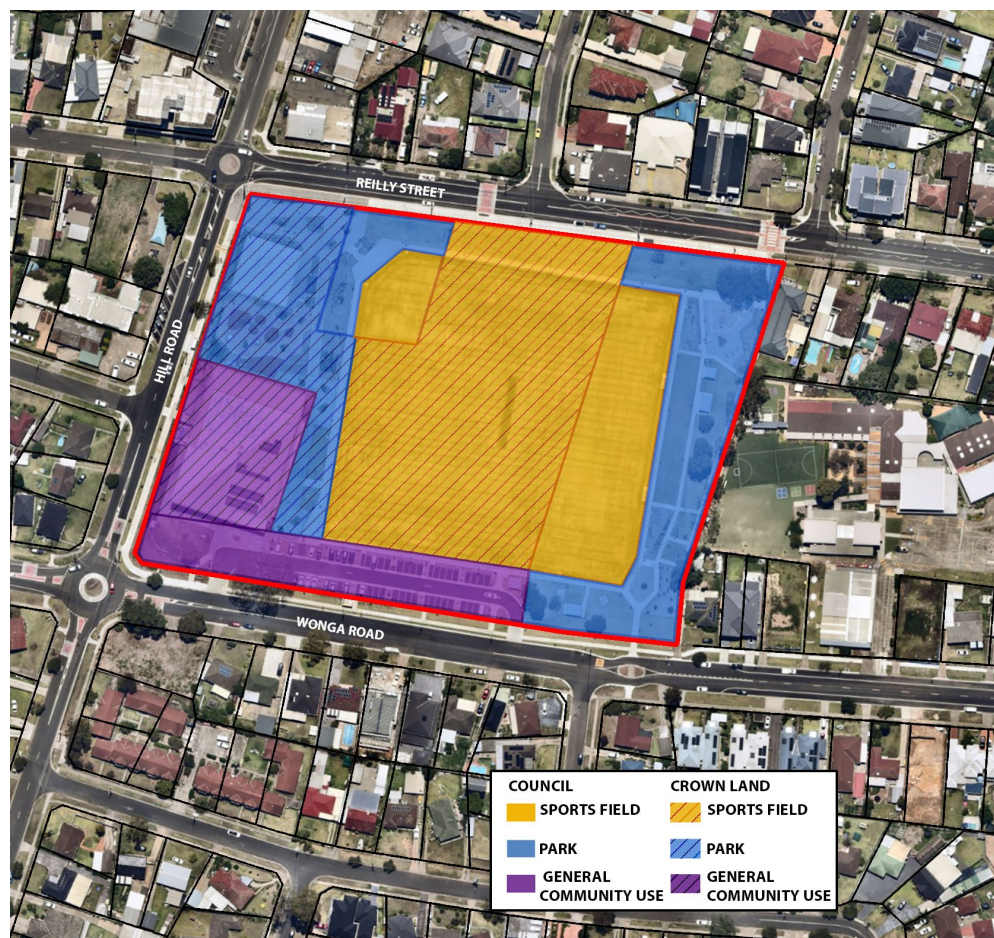 REILLY STREET
HILL ROAD
WONGA ROAD
COUNCIL
SPORTS FIELD
PARK
GENERAL
COMMUNITY USE
CROWN LAND
SPORTS FIELD
PARK
GENERAL
COMMUNITY USE